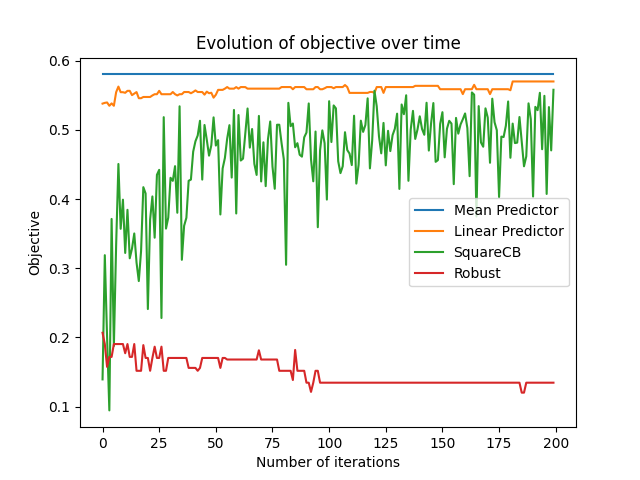 Evolution of objective over time
Objective
0.6
0.5
0.4
0.3
0.2
0.1
Mean Predictor
Linear Predictor
SquareCB
Robust
0 25 50 75 100 125 150 175 200
Number of iterations